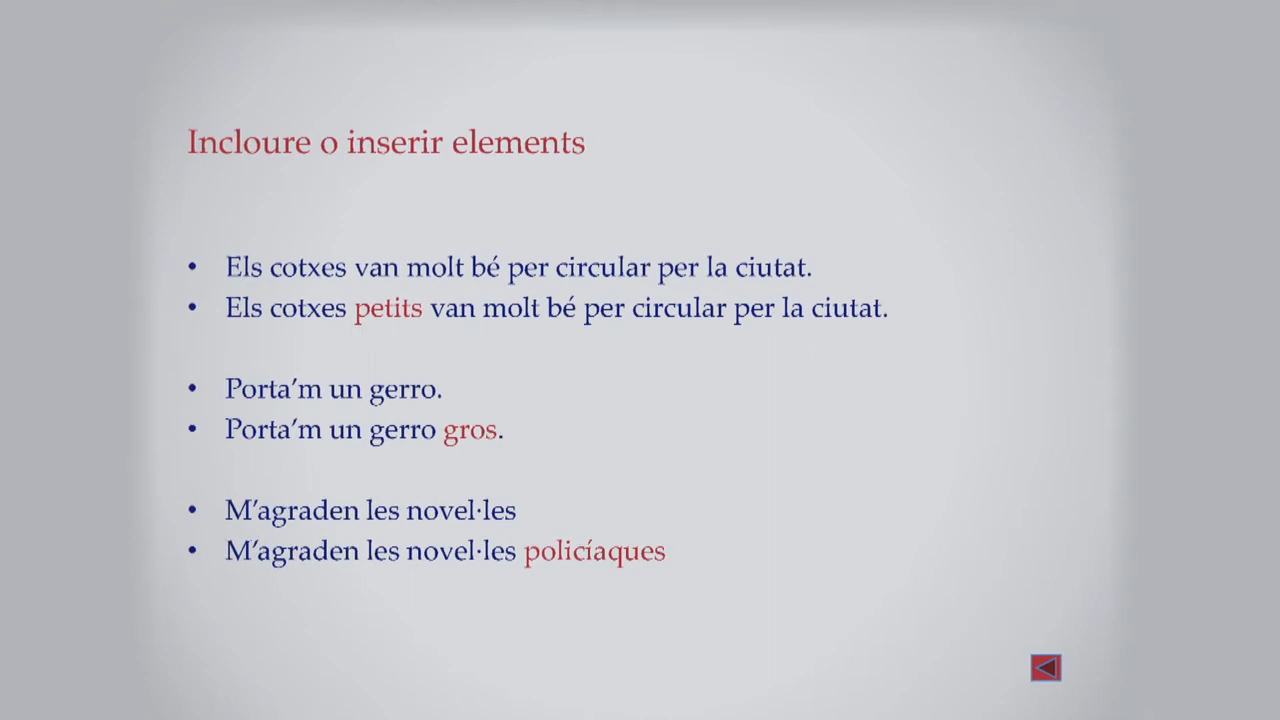 Incloure o inserir elements
• Els cotxes van molt bé per circular per la ciutat.
• Els cotxes petits van molt bé per circular per la ciutat.
• Porta’m un gerro.
• Porta’m un gerro gros.
• M’agraden les novel·les
• M’agraden les novel·les policíaques